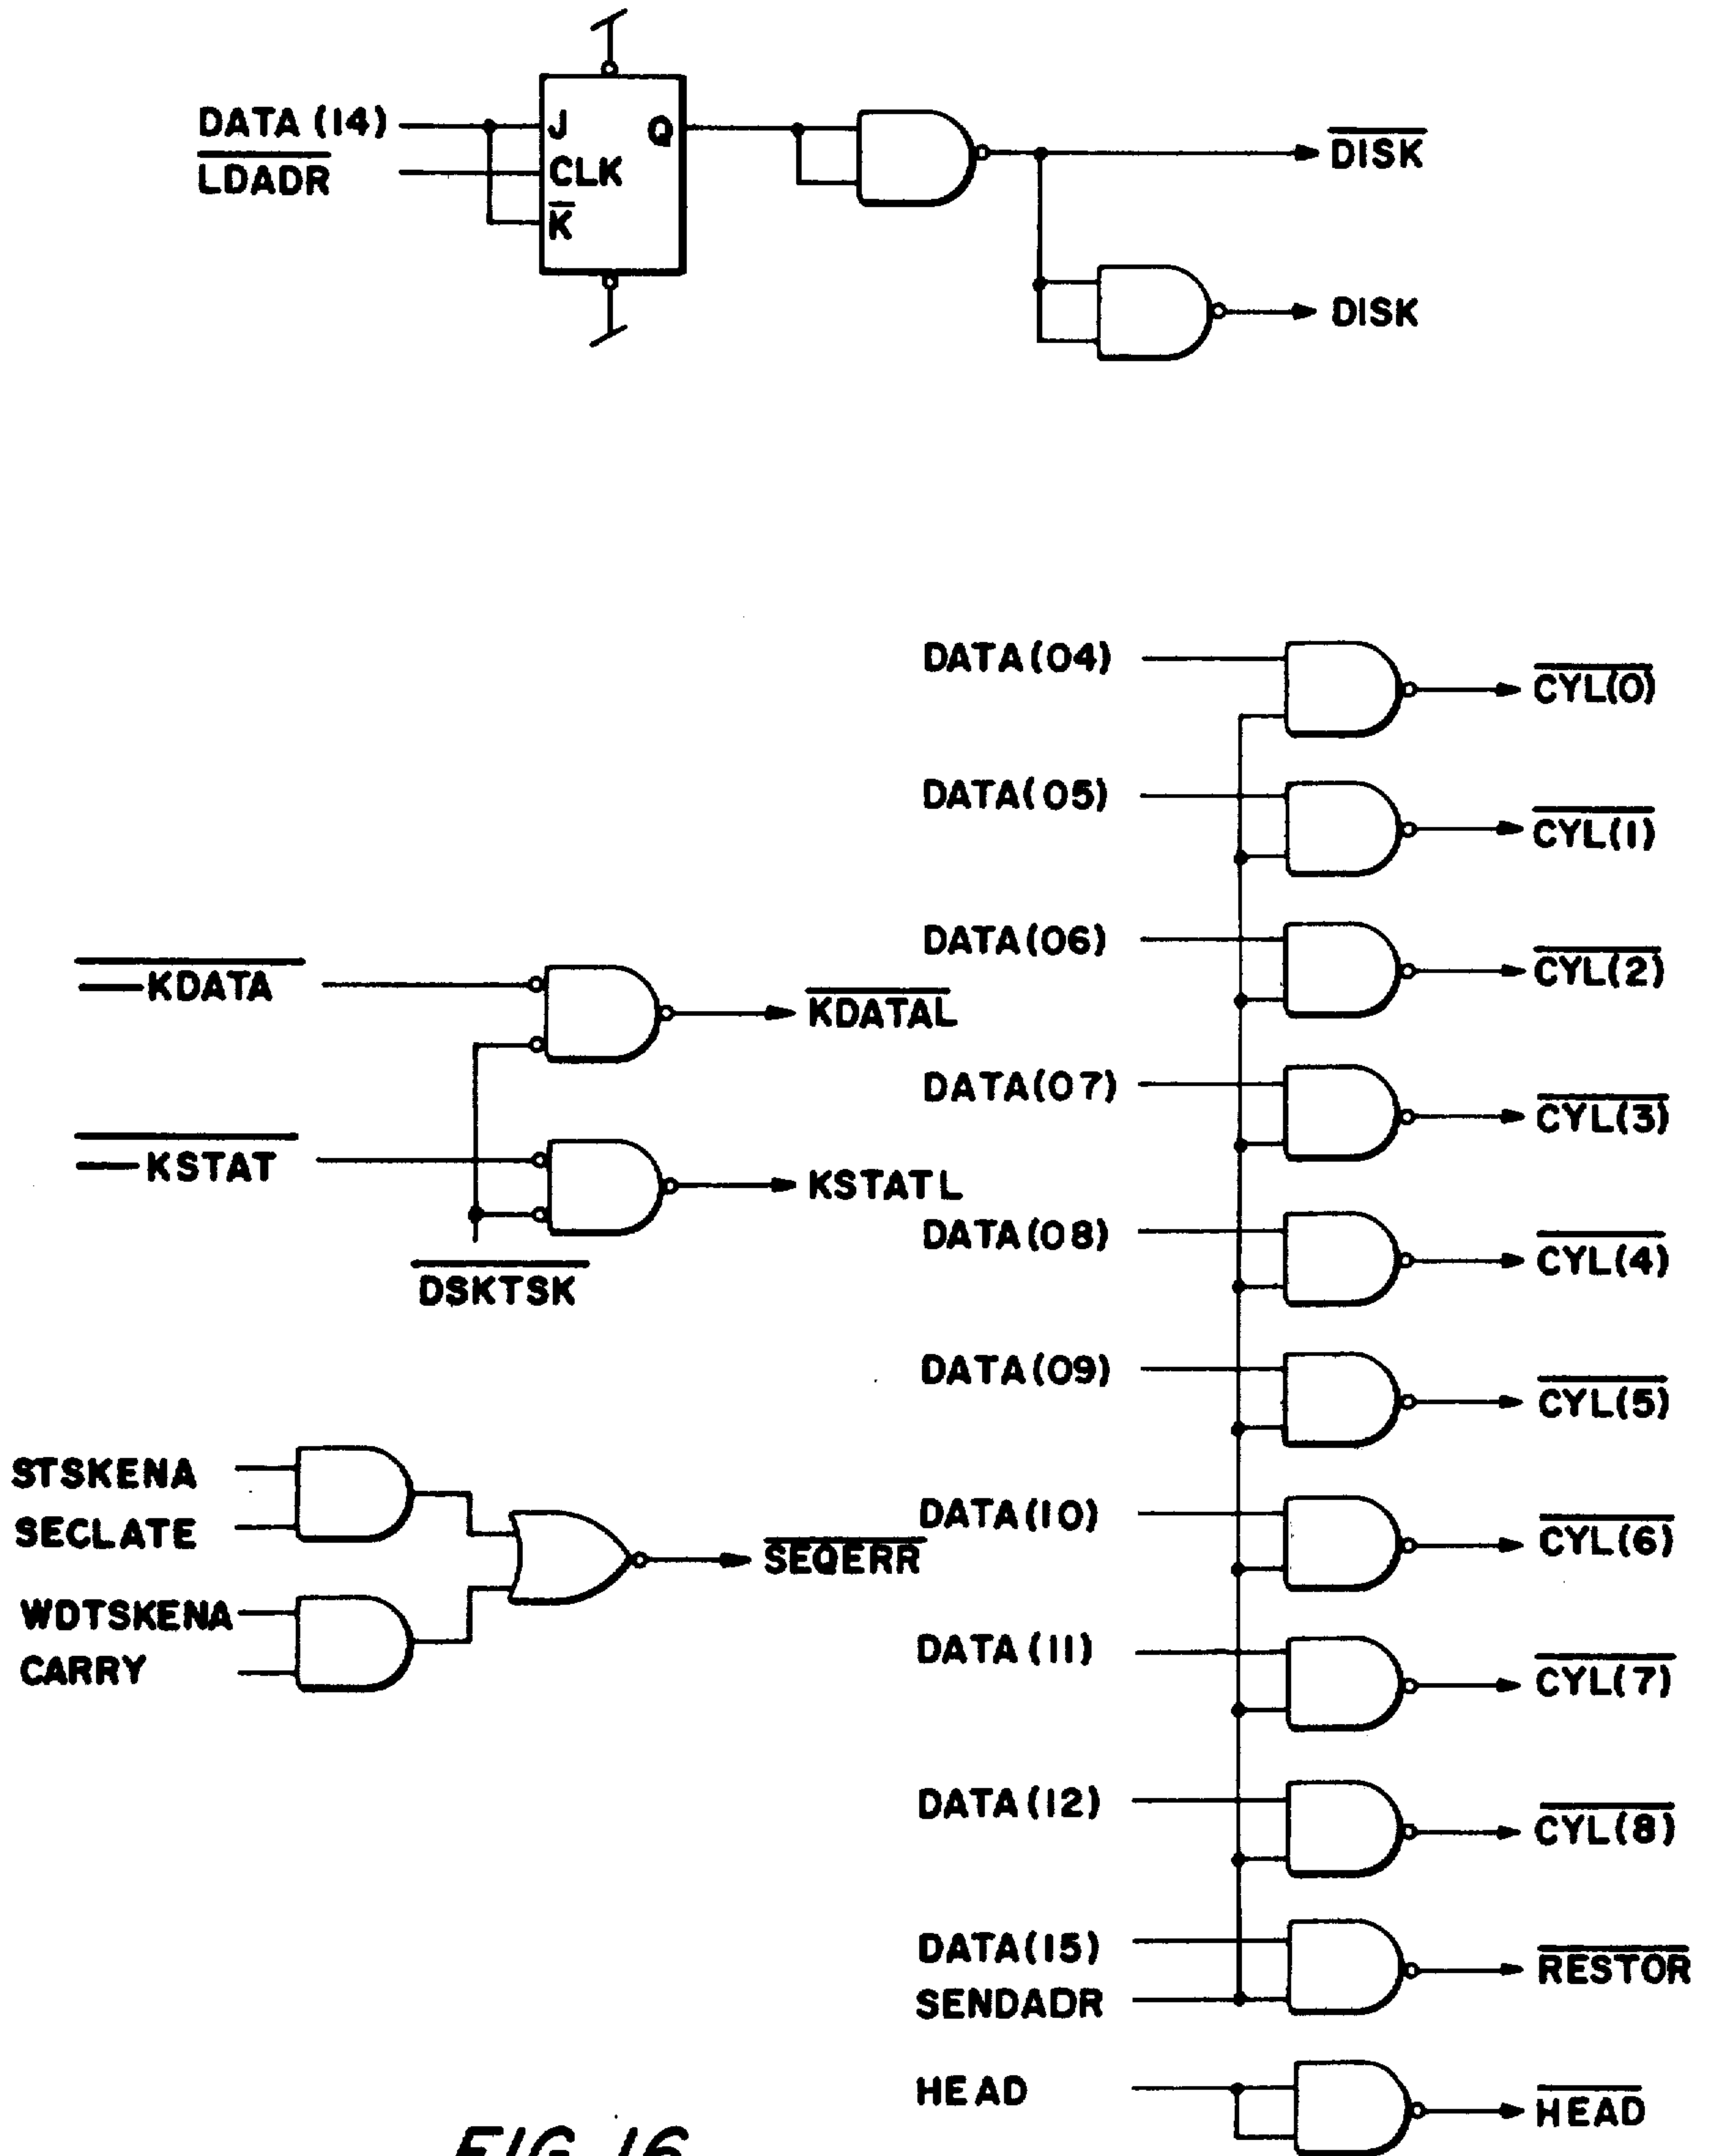 DATA (14)
LDADR
J
CLK
K
Q
DISK
DISK
DATA(04)
CYL(0)
DATA(05)
CYL(1)
DATA(06)
CYL(2)
—KDATA
KDATAL
DATA(07)
CYL(3)
—KSTAT
KSTATL
DATA(08)
CYL(4)
DSKTSK
DATA(09)
CYL(5)
STSKENA
SECLATE
SEQERR
DATA(10)
CYL(6)
WDTSKENA
CARRY
DATA (11)
CYL(7)
DATA (12)
CYL(8)
DATA(15)
SENDADR
RESTOR
HEAD
HEAD
FIG. 16